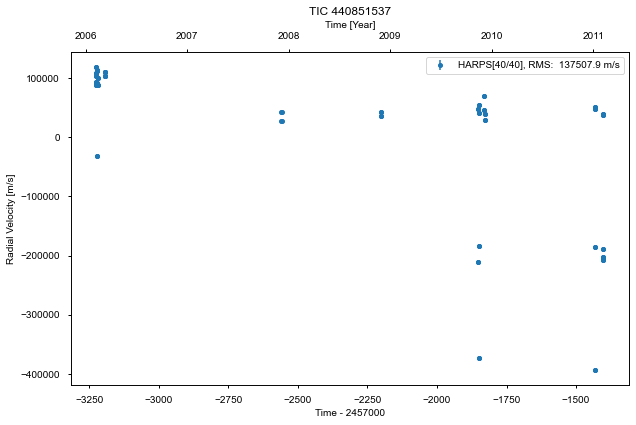 TIC 440851537
Time [Year]
2006 2007 2008 2009 2010 2011
HARPS[40/40], RMS: 137507.9 m/s
Radial Velocity [m/s]
100000
0
−100000
−200000
−300000
−400000
−3250 −3000 −2750 −2500 −2250 −2000 −1750 −1500
Time - 2457000